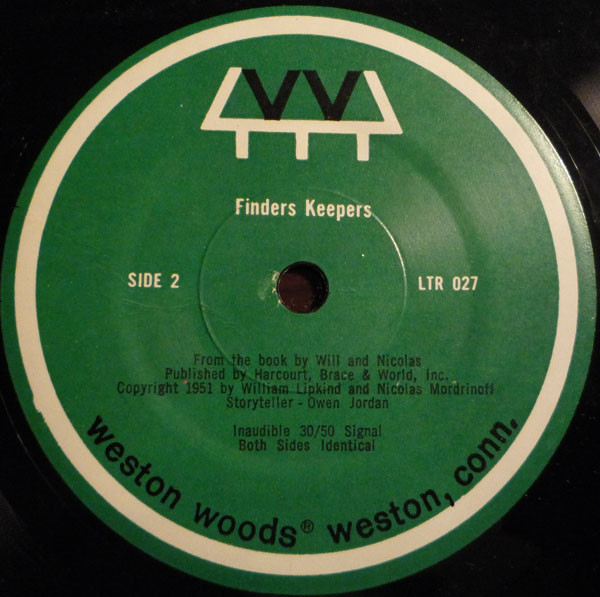 Finders Keepers
SIDE 2
LTR 027
From the book by Will and Nicolas
Published by Harcourt, Brace & World, Inc.
Copyright 1951 by William Lipkind and Nicolas Mordrinoff
Storyteller - Owen Jordan
Inaudible 30/50 Signal
Both Sides Identical
weston woods® weston, conn.